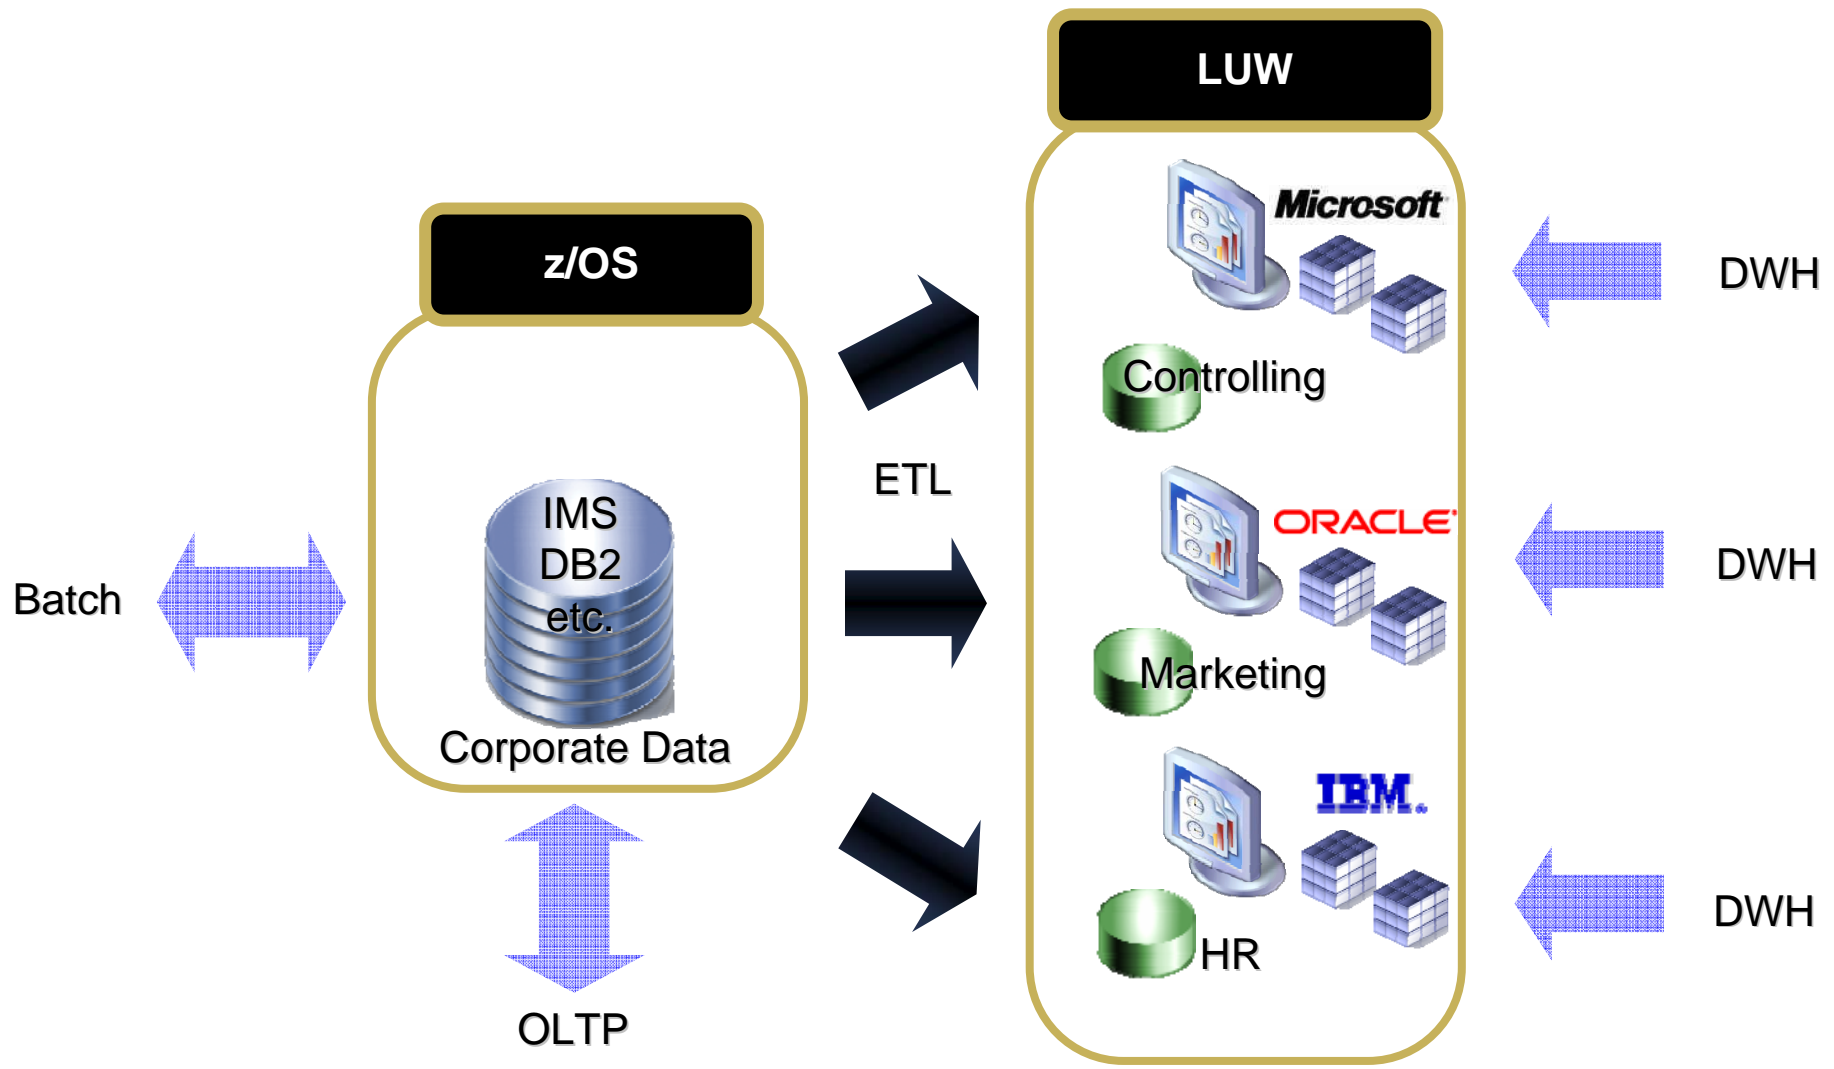 LUW
Microsoft
z/OS
DWH
Controlling
ETL
IMS
DB2
etc.
ORACLE
DWH
Batch
Marketing
Corporate Data
IBM®
DWH
HR
OLTP